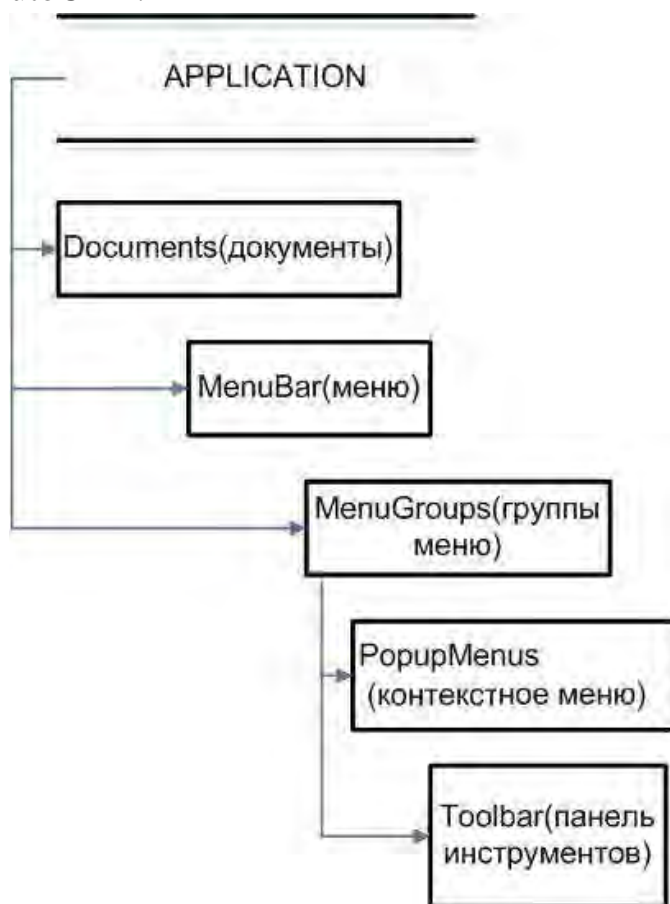 APPLICATION
Documents(документы)
MenuBar(меню)
MenuGroups(группы
меню)
PopupMenus
(контекстное меню)
Toolbar(панель
инструментов)